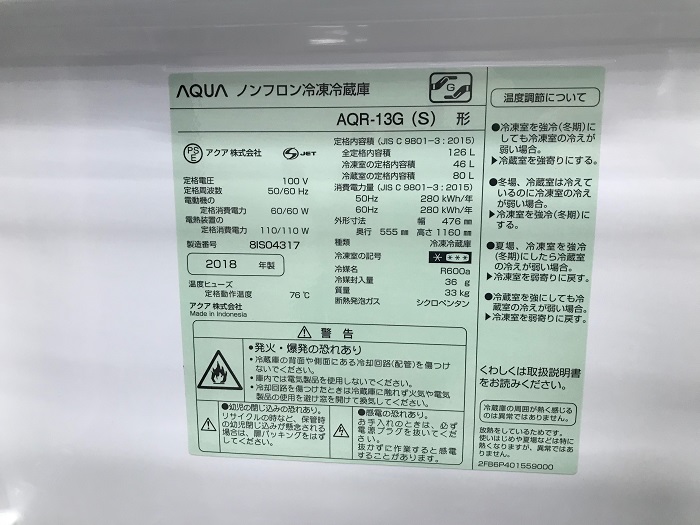 AQUA ノンフロン冷凍冷蔵庫
G
AQR-13G (S) 形
PS
E
アクア 株式会社
S JET
定格電圧 100 V
定格周波数 50/60 Hz
電動機の
定格消費電力 60/60 W
電熱装置の
定格消費電力 110/110 W
製造番号 8IS04317
2018 年製
温度ヒューズ
定格動作温度 76℃
アクア 株式会社
Made in Indonesia
定格内容積 (JIS C 9801-3 : 2015)
全定格内容積 126 L
冷凍室の定格内容積 46 L
冷蔵室の定格内容積 80 L
消費電力量 (JIS C 9801-3 : 2015)
50Hz 280 kWh/年
60Hz 280 kWh/年
外形寸法 幅 476 ㎜
奥行 555 ㎜ 高さ 1160 ㎜
種類 冷凍冷蔵庫
冷凍室の記号 * ***
冷媒名 R600a
冷媒封入量 36 g
質量 33 kg
断熱発泡ガス シクロペンタン
⚠ 警 告
●発火・爆発の恐れあり
・冷蔵庫の背面や側面にある冷却回路(配管)を傷つけ
ないでください。
・庫内では電気製品を使用しないでください。
・冷却回路を傷つけたときは冷蔵庫に触れず火気や電気
製品の使用を避け窓を開けて換気してください。
●幼児の閉じ込みの恐れあり。
リサイクルの時など、保管時
の幼児閉じ込みが懸念される
場合は、扉パッキングをはず
してください。
●感電の恐れあり。
お手入れのときは、必ず
電源プラグを抜いてくださ
い。
抜かずに作業すると感電
することがあります。
温度調節について
●冷凍室を強冷(冬期)に
しても冷凍室の冷えが
弱い場合。
▶冷蔵室を強寄りにする。
●冬場、冷蔵室は冷えて
いるのに冷凍室の冷え
が弱い場合。
▶冷凍室を強冷(冬期)に
する。
●夏場、冷凍室を強冷
(冬期)にしたら冷蔵室
の冷えが弱い場合。
▶冷凍室を弱寄りに戻す。
●冷蔵室を強にしても冷
蔵室の冷えが弱い場合。
▶冷凍室を弱寄りに戻す。
くわしくは取扱説明書
をお読みください。
冷蔵庫の周囲が熱く感じる
のは異常ではありません。
放熱をしているためです。
使いはじめや夏場などは特に
熱くなりますが、異常では
ありません。
2FB6P401559000